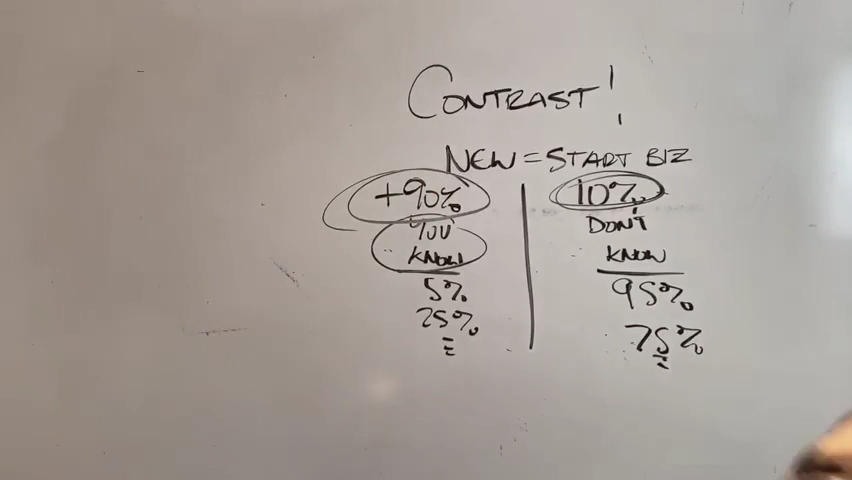 CONTRAST!
NEW = START BIZ
+90% 10%
YOU DON'T
KNOW KNOW
5% 95%
25% 75%